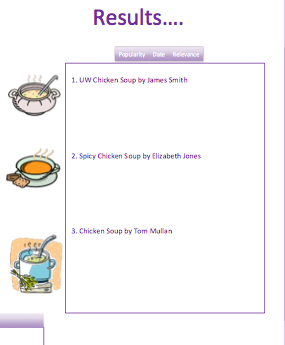 Results....
Popularity Date Relevance
1. UW Chicken Soup by James Smith
2. Spicy Chicken Soup by Elizabeth Jones
3. Chicken Soup by Tom Mullan